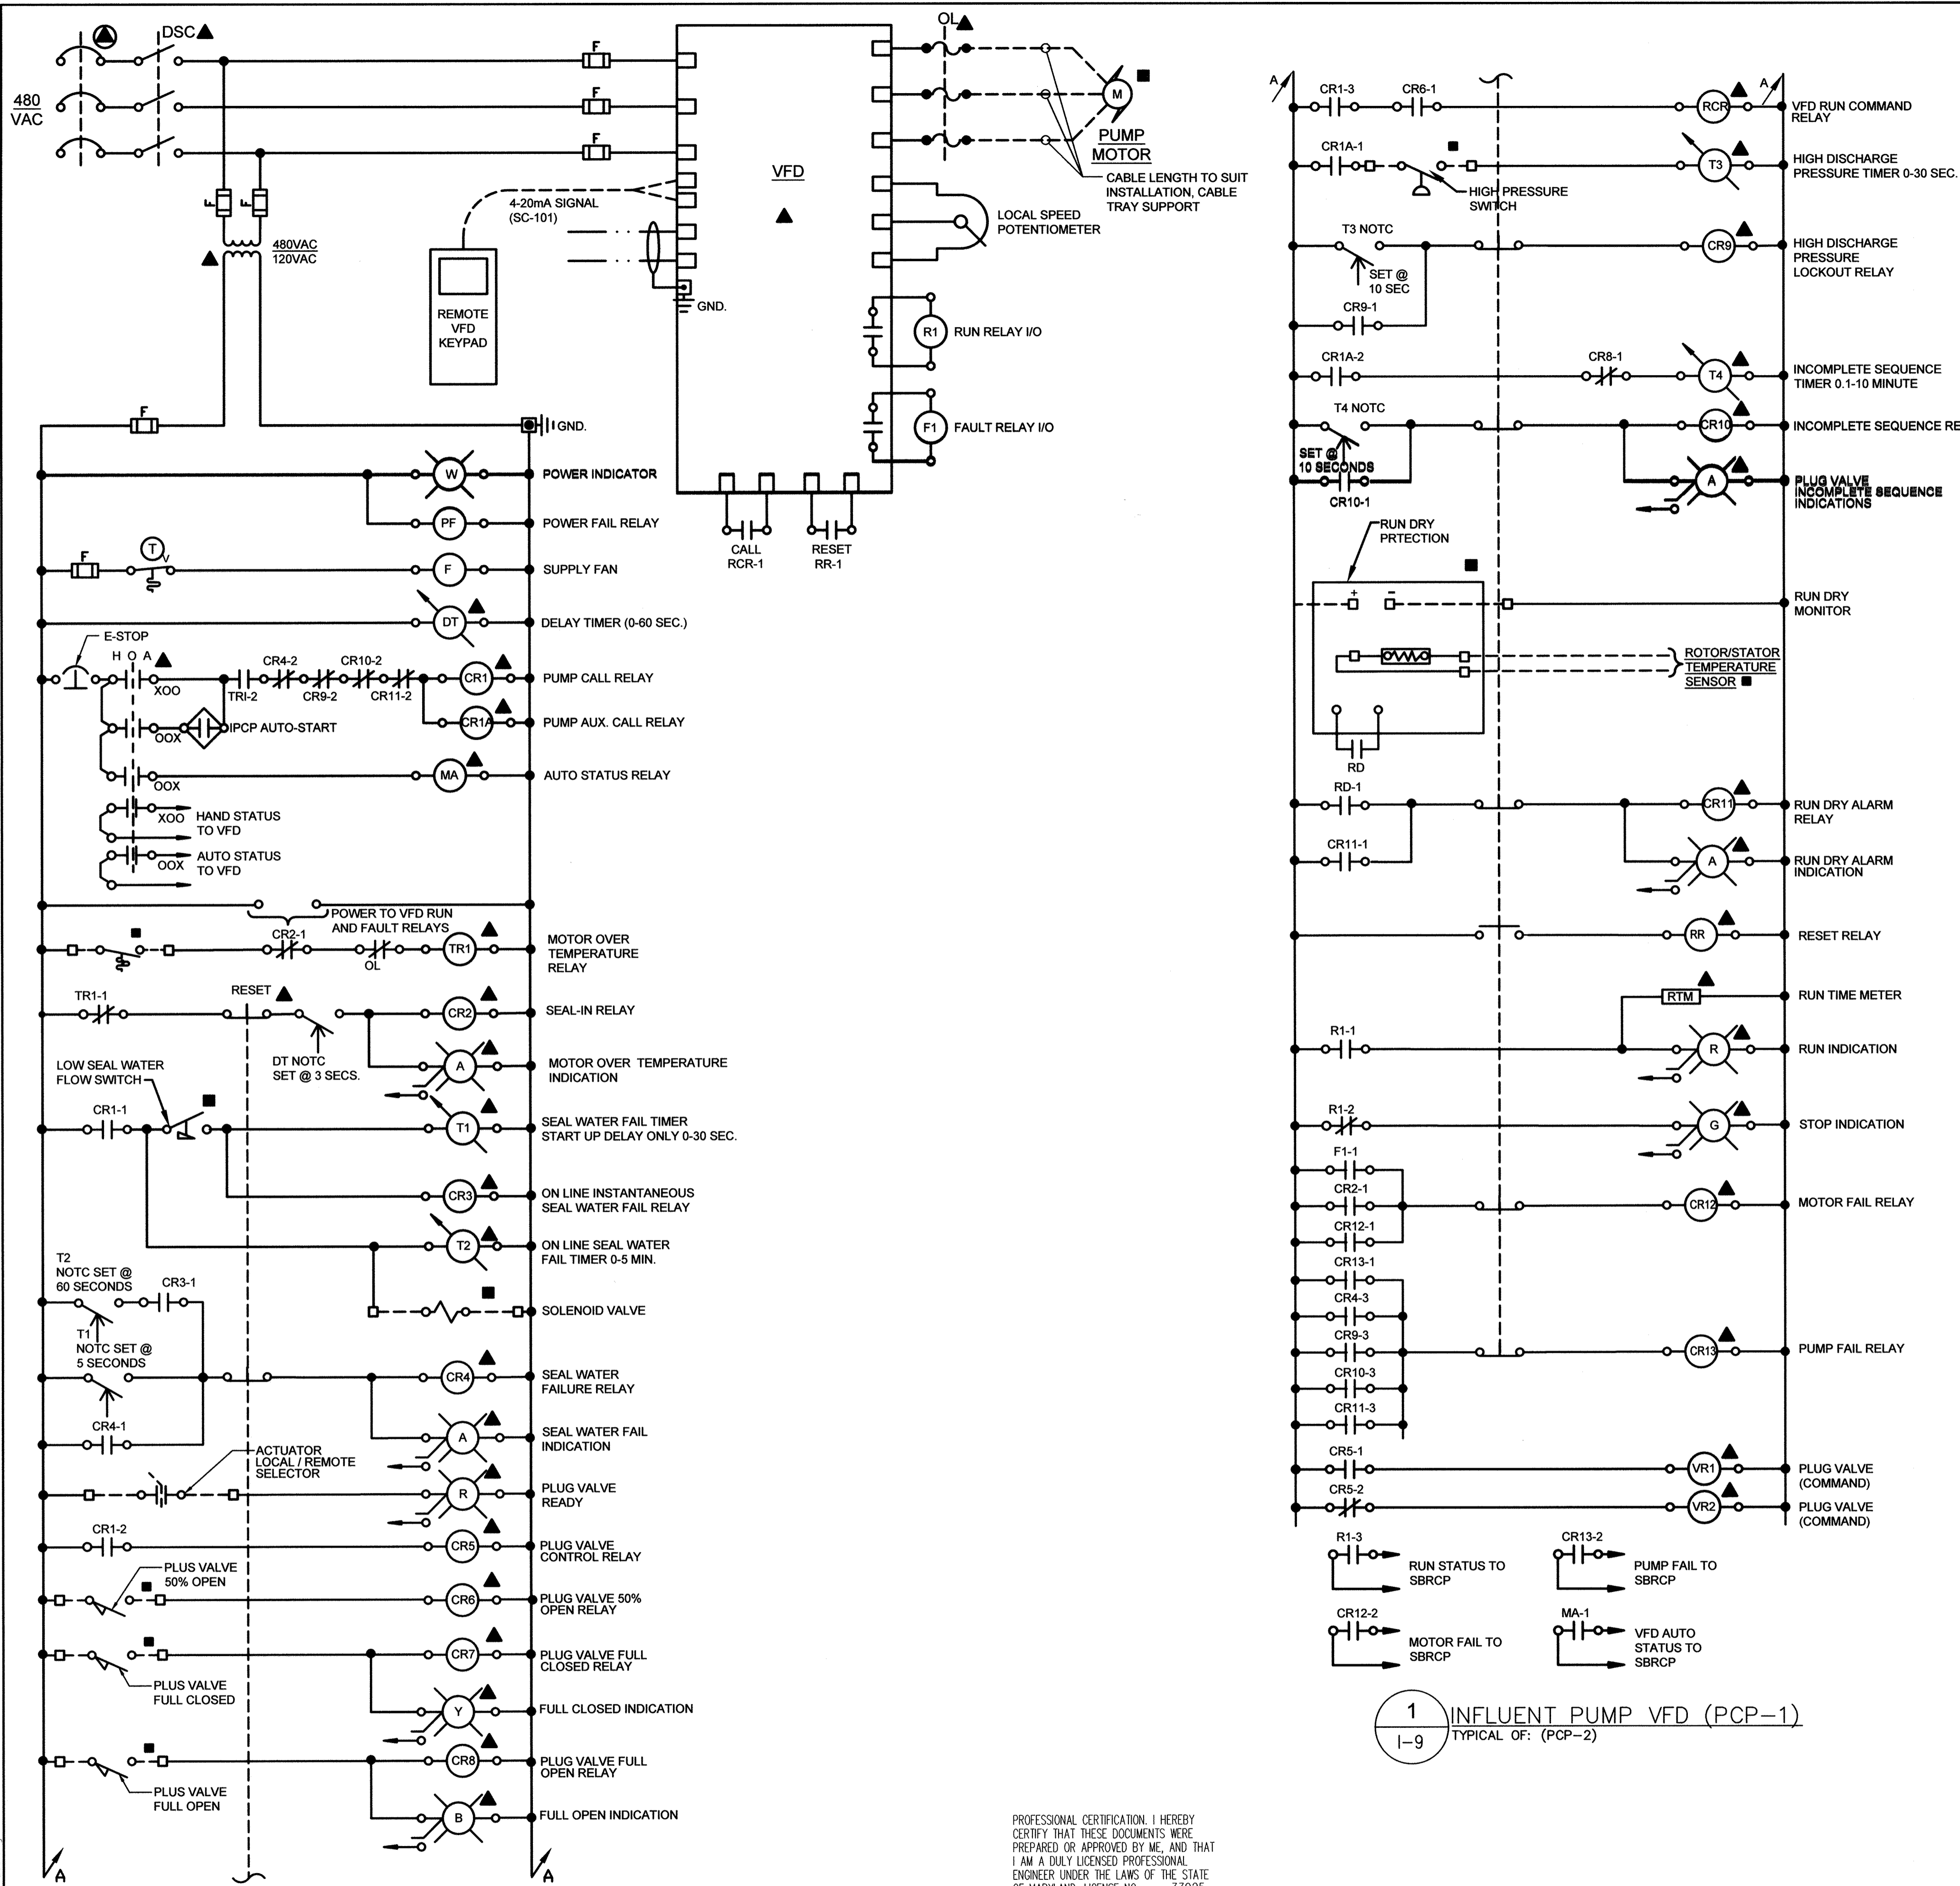 DSC
480
VAC
F
F
F
F
F
480VAC
120VAC
F
GND.
4-20mA SIGNAL
(SC-101)
REMOTE
VFD
KEYPAD
GND.
VFD
OL
M
PUMP
MOTOR
CABLE LENGTH TO SUIT
INSTALLATION, CABLE
TRAY SUPPORT
LOCAL SPEED
POTENTIOMETER
R1
RUN RELAY I/O
F1
FAULT RELAY I/O
CALL
RCR-1
RESET
RR-1
W
POWER INDICATOR
PF
POWER FAIL RELAY
F
T
V
F
SUPPLY FAN
DT
DELAY TIMER (0-60 SEC.)
E-STOP
H O A
XOO
TRI-2
CR4-2
CR9-2
CR10-2
CR11-2
CR1
PUMP CALL RELAY
OOX
IPCP AUTO-START
CR1A
PUMP AUX. CALL RELAY
OOX
MA
AUTO STATUS RELAY
XOO
HAND STATUS
TO VFD
OOX
AUTO STATUS
TO VFD
POWER TO VFD RUN
AND FAULT RELAYS
CR2-1
OL
TR1
MOTOR OVER
TEMPERATURE
RELAY
TR1-1
RESET
DT NOTC
SET @ 3 SECS.
CR2
SEAL-IN RELAY
A
MOTOR OVER TEMPERATURE
INDICATION
LOW SEAL WATER
FLOW SWITCH
CR1-1
T1
SEAL WATER FAIL TIMER
START UP DELAY ONLY 0-30 SEC.
CR3
ON LINE INSTANTANEOUS
SEAL WATER FAIL RELAY
T2
ON LINE SEAL WATER
FAIL TIMER 0-5 MIN.
T2
NOTC SET @
60 SECONDS
CR3-1
SOLENOID VALVE
T1
NOTC SET @
5 SECONDS
CR4
SEAL WATER
FAILURE RELAY
CR4-1
A
SEAL WATER FAIL
INDICATION
ACTUATOR
LOCAL / REMOTE
SELECTOR
R
PLUG VALVE
READY
CR1-2
CR5
PLUG VALVE
CONTROL RELAY
PLUS VALVE
50% OPEN
CR6
PLUG VALVE 50%
OPEN RELAY
CR7
PLUG VALVE FULL
CLOSED RELAY
PLUS VALVE
FULL CLOSED
Y
FULL CLOSED INDICATION
CR8
PLUG VALVE FULL
OPEN RELAY
PLUS VALVE
FULL OPEN
B
FULL OPEN INDICATION
A
A
A
A
CR1-3
CR6-1
RCR
VFD RUN COMMAND
RELAY
CR1A-1
HIGH PRESSURE
SWITCH
T3
HIGH DISCHARGE
PRESSURE TIMER 0-30 SEC.
T3 NOTC
SET @
10 SEC
CR9
HIGH DISCHARGE
PRESSURE
LOCKOUT RELAY
CR9-1
CR1A-2
CR8-1
T4
INCOMPLETE SEQUENCE
TIMER 0.1-10 MINUTE
T4 NOTC
SET @
10 SECONDS
CR10
INCOMPLETE SEQUENCE RE
CR10-1
A
PLUG VALVE
INCOMPLETE SEQUENCE
INDICATIONS
RUN DRY
PRTECTION
+ -
RUN DRY
MONITOR
ROTOR/STATOR
TEMPERATURE
SENSOR
RD
RD-1
CR11
RUN DRY ALARM
RELAY
CR11-1
A
RUN DRY ALARM
INDICATION
RR
RESET RELAY
RTM
RUN TIME METER
R1-1
R
RUN INDICATION
R1-2
G
STOP INDICATION
F1-1
CR2-1
CR12
MOTOR FAIL RELAY
CR12-1
CR13-1
CR4-3
CR9-3
CR13
PUMP FAIL RELAY
CR10-3
CR11-3
CR5-1
VR1
PLUG VALVE
(COMMAND)
CR5-2
VR2
PLUG VALVE
(COMMAND)
R1-3
RUN STATUS TO
SBRCP
CR13-2
PUMP FAIL TO
SBRCP
CR12-2
MOTOR FAIL TO
SBRCP
MA-1
VFD AUTO
STATUS TO
SBRCP
1
I-9
INFLUENT PUMP VFD (PCP-1)
TYPICAL OF: (PCP-2)
PROFESSIONAL CERTIFICATION. I HEREBY
CERTIFY THAT THESE DOCUMENTS WERE
PREPARED OR APPROVED BY ME, AND THAT
I AM A DULY LICENSED PROFESSIONAL
ENGINEER UNDER THE LAWS OF THE STATE